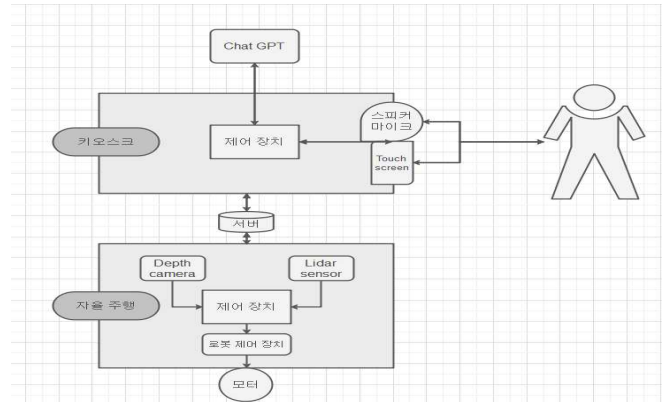 Chat GPT
스피커
마이크
키오스크
제어 장치
Touch
screen
서버
Depth
camera
Lidar
sensor
자율 주행
제어 장치
로봇 제어 장치
모터